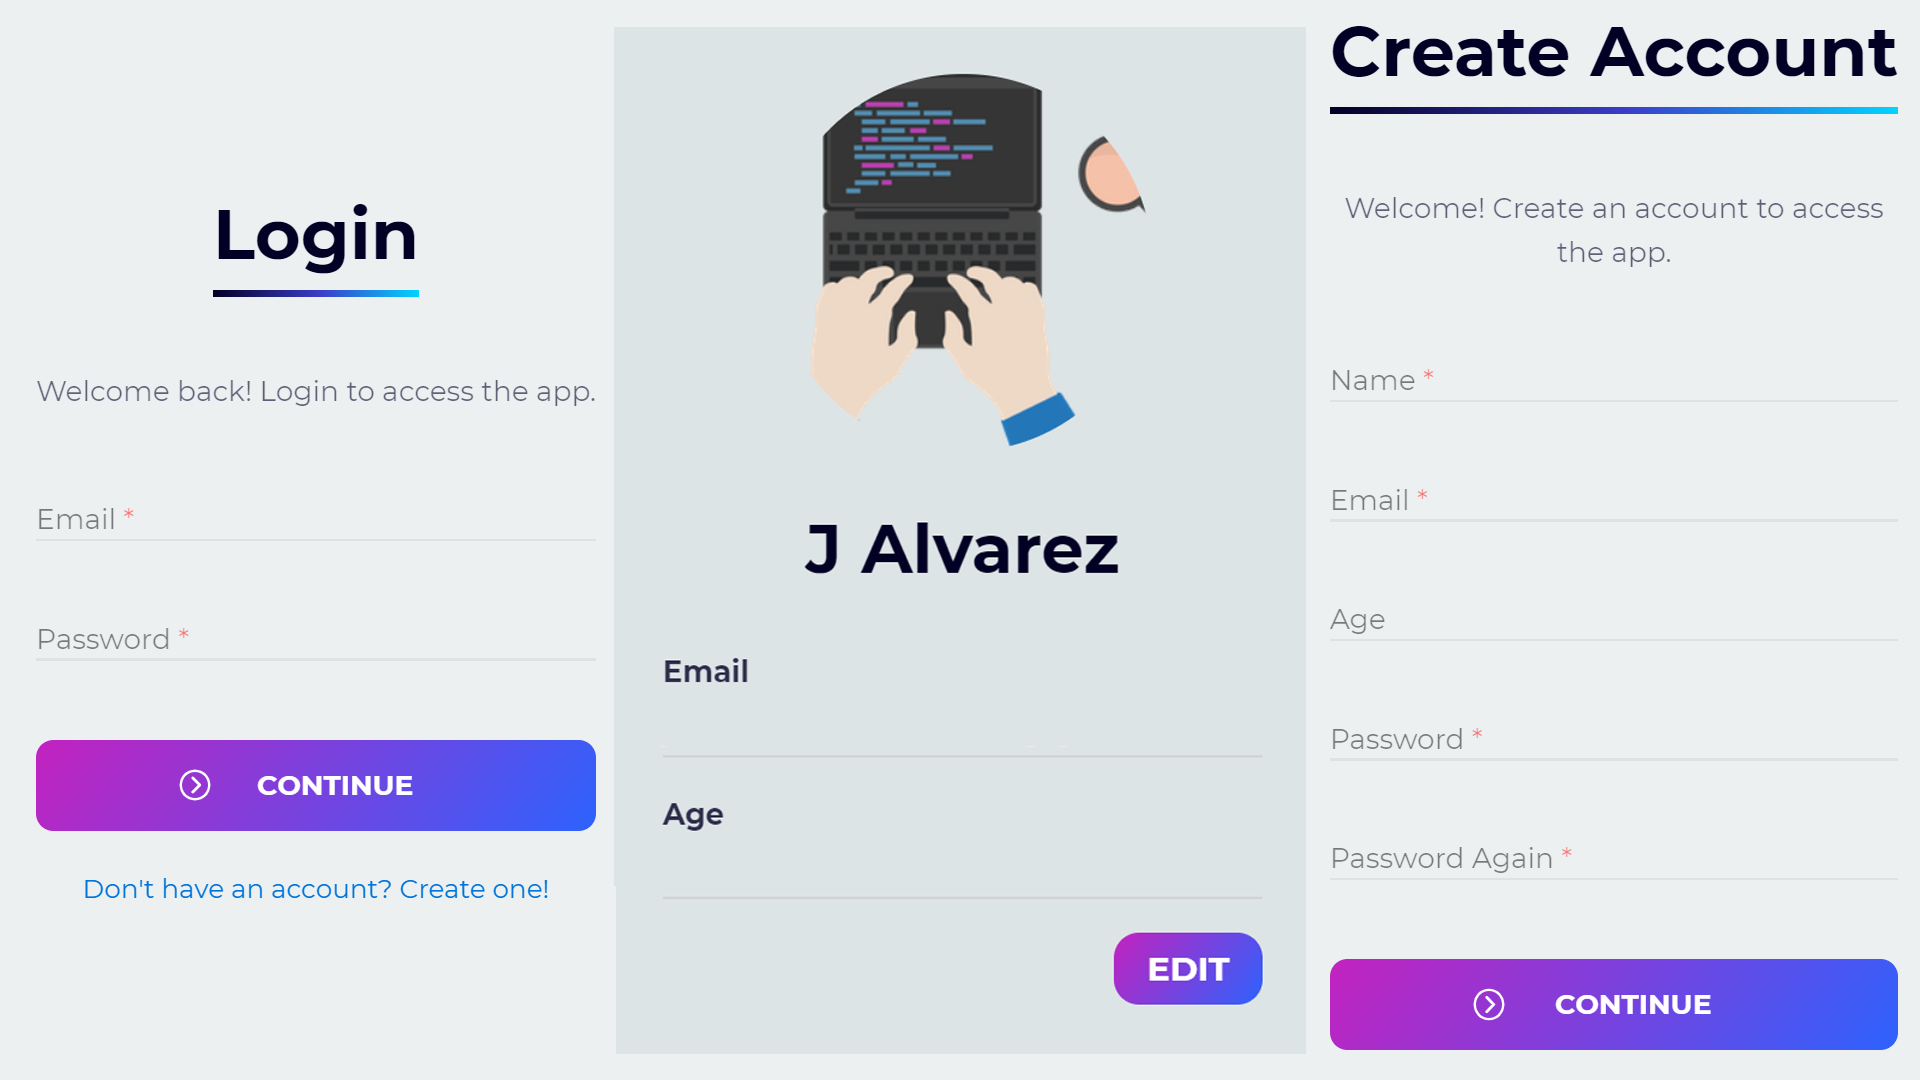 Login
Welcome back! Login to access the app.
Email *
Password *
CONTINUE
Don't have an account? Create one!
J Alvarez
Email
Age
EDIT
Create Account
Welcome! Create an account to access
the app.
Name *
Email *
Age
Password *
Password Again *
CONTINUE